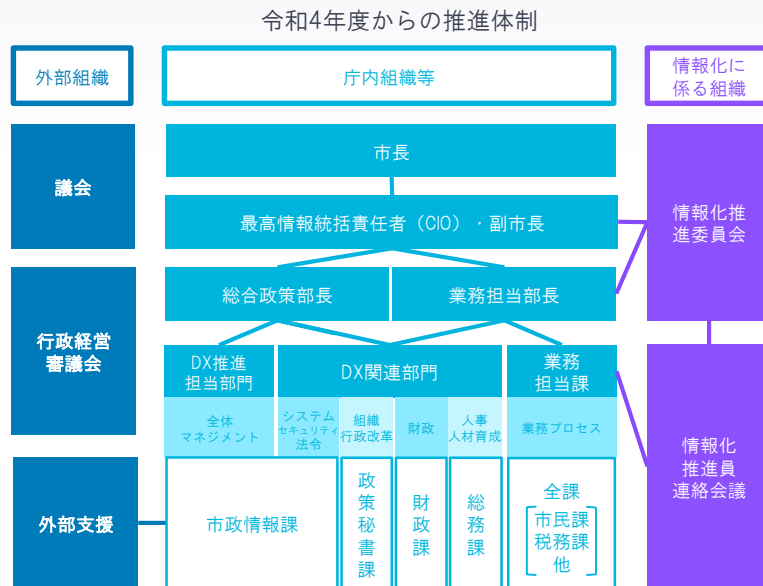 令和4年度からの推進体制
外部組織
庁内組織等
情報化に
係る組織
議会
市長
最高情報統括責任者（CIO）・副市長
情報化推
進委員会
行政経営
審議会
総合政策部長
業務担当部長
DX推進
担当部門
DX関連部門
業務
担当課
全体
マネジメント
システム
セキュリティ
法令
組織
行政改革
財政
人事
人材育成
業務プロセス
情報化
推進員
連絡会議
外部支援
市政情報課
政策秘書課
財政課
総務課
全課
市民課
税務課
他